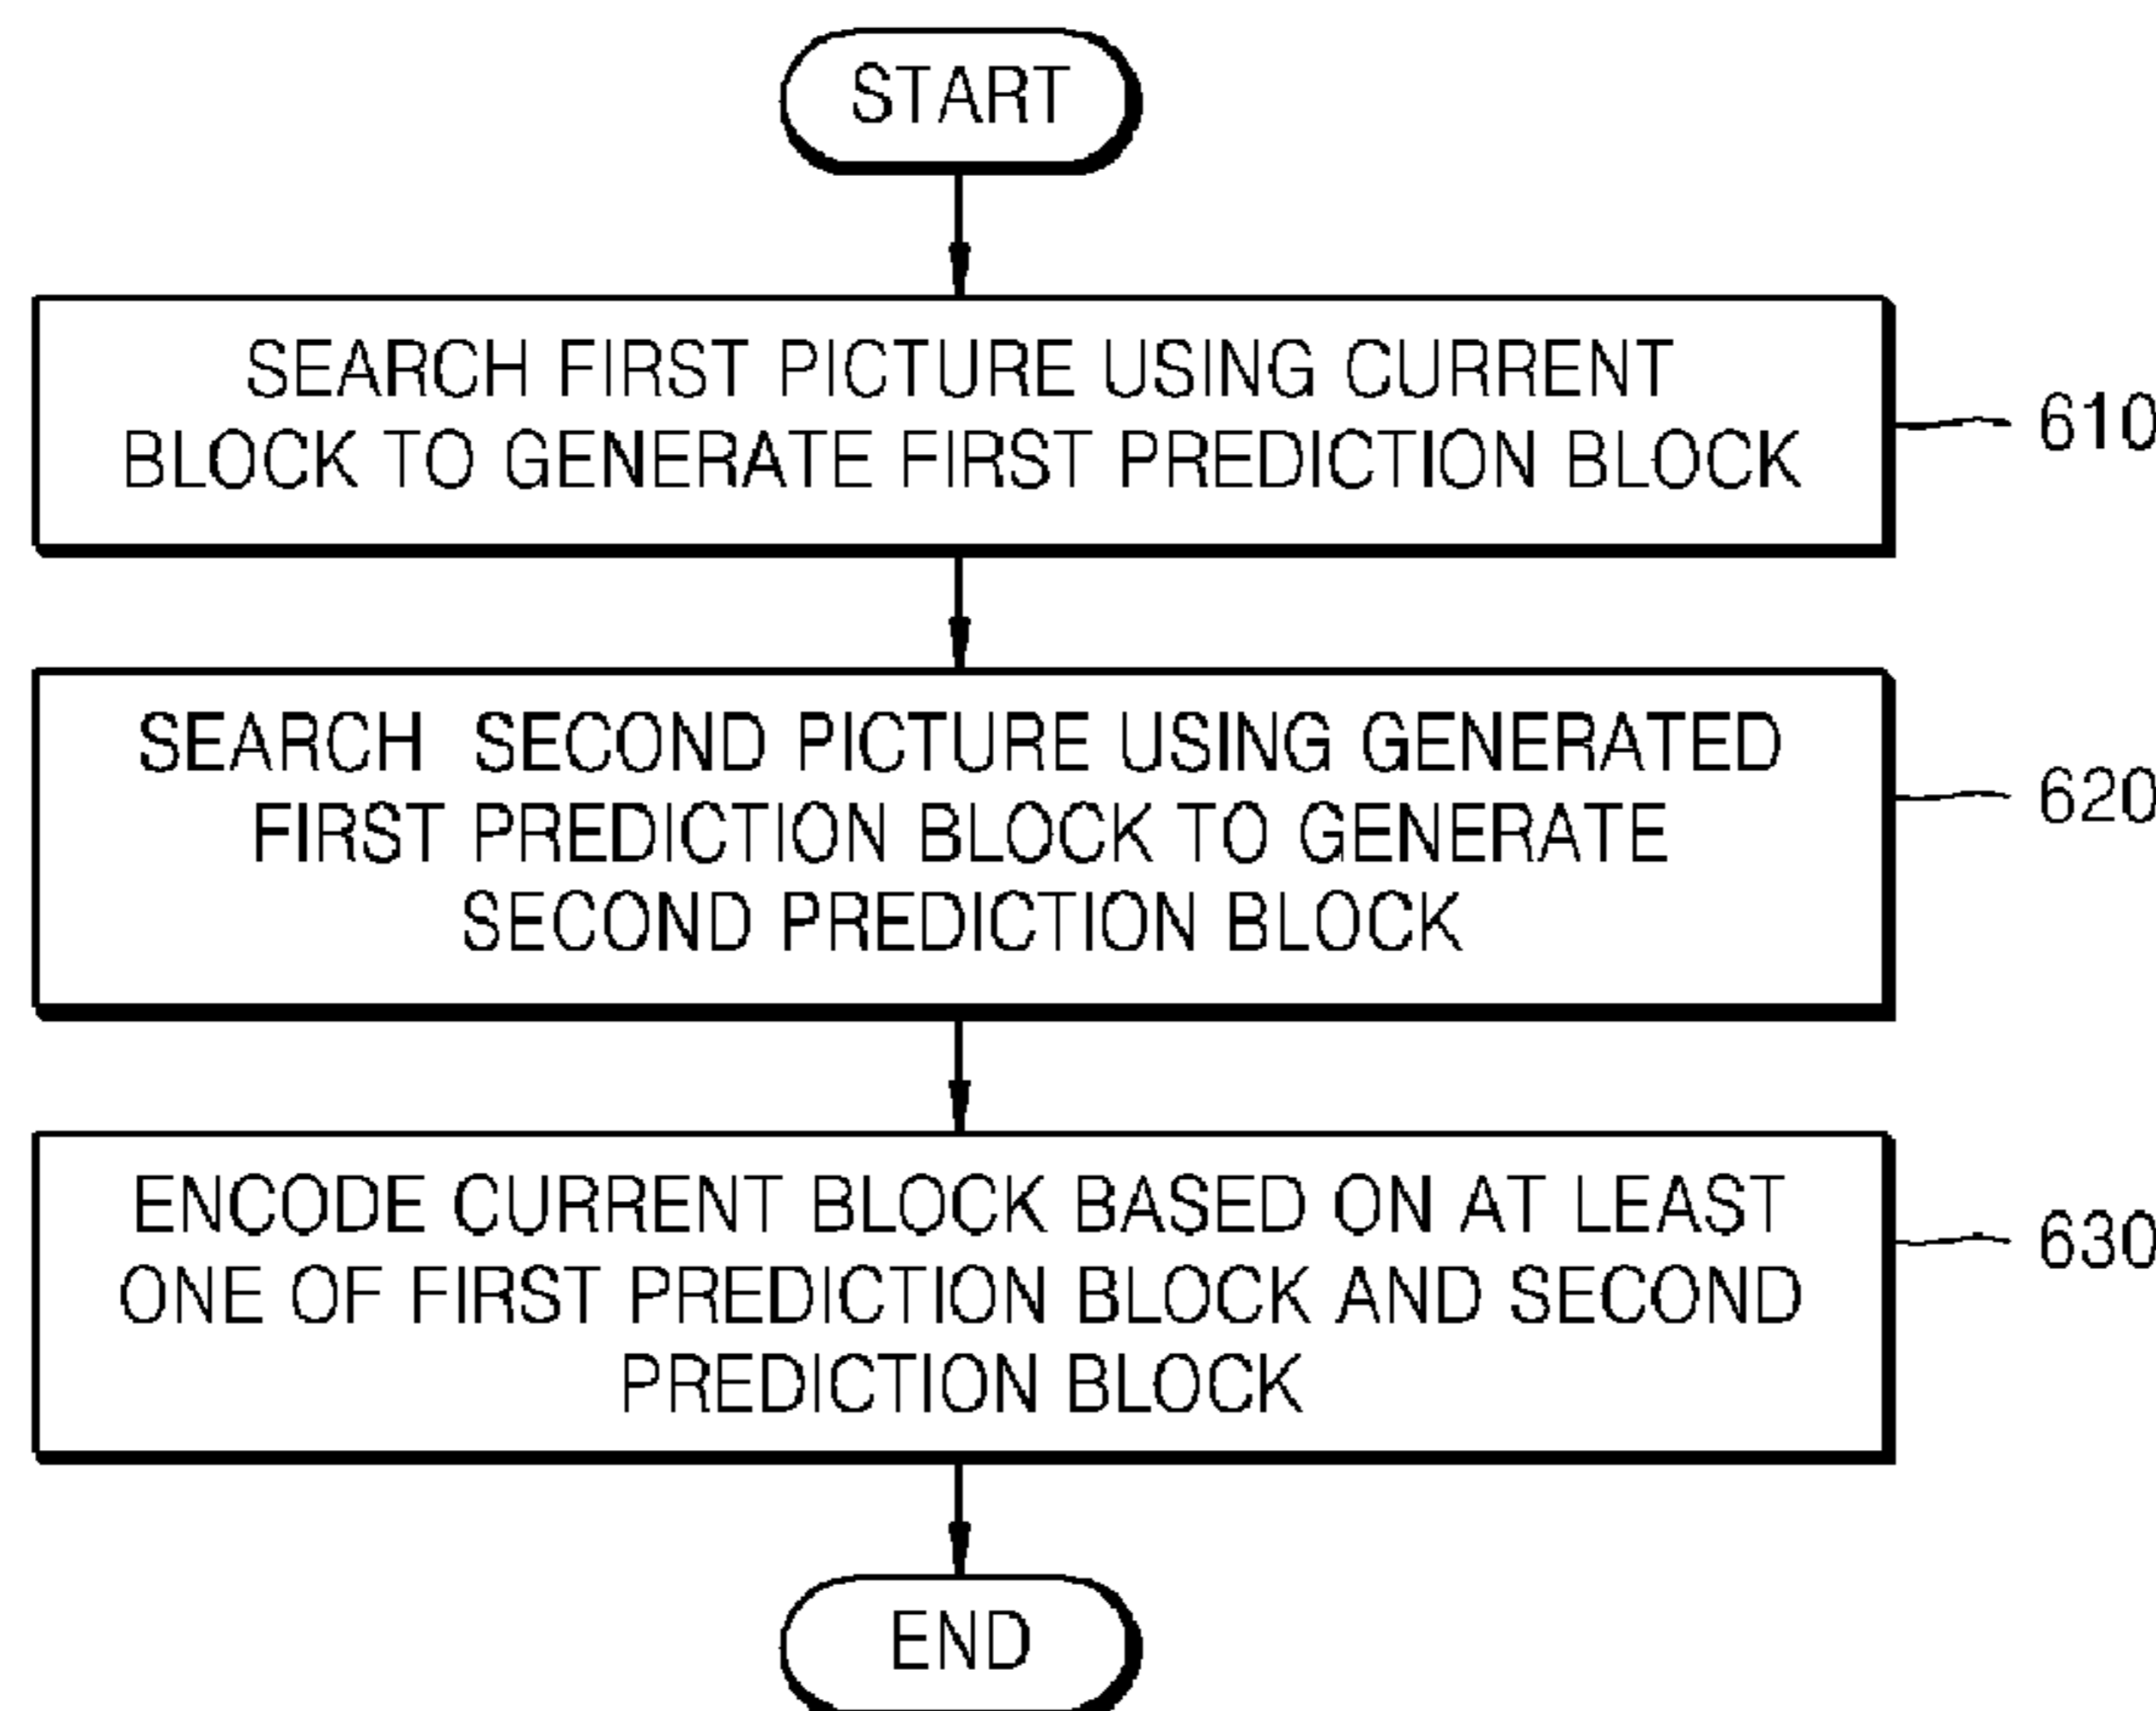 START
SEARCH FIRST PICTURE USING CURRENT
BLOCK TO GENERATE FIRST PREDICTION BLOCK
610
SEARCH SECOND PICTURE USING GENERATED
FIRST PREDICTION BLOCK TO GENERATE
SECOND PREDICTION BLOCK
620
ENCODE CURRENT BLOCK BASED ON AT LEAST
ONE OF FIRST PREDICTION BLOCK AND SECOND
PREDICTION BLOCK
630
END